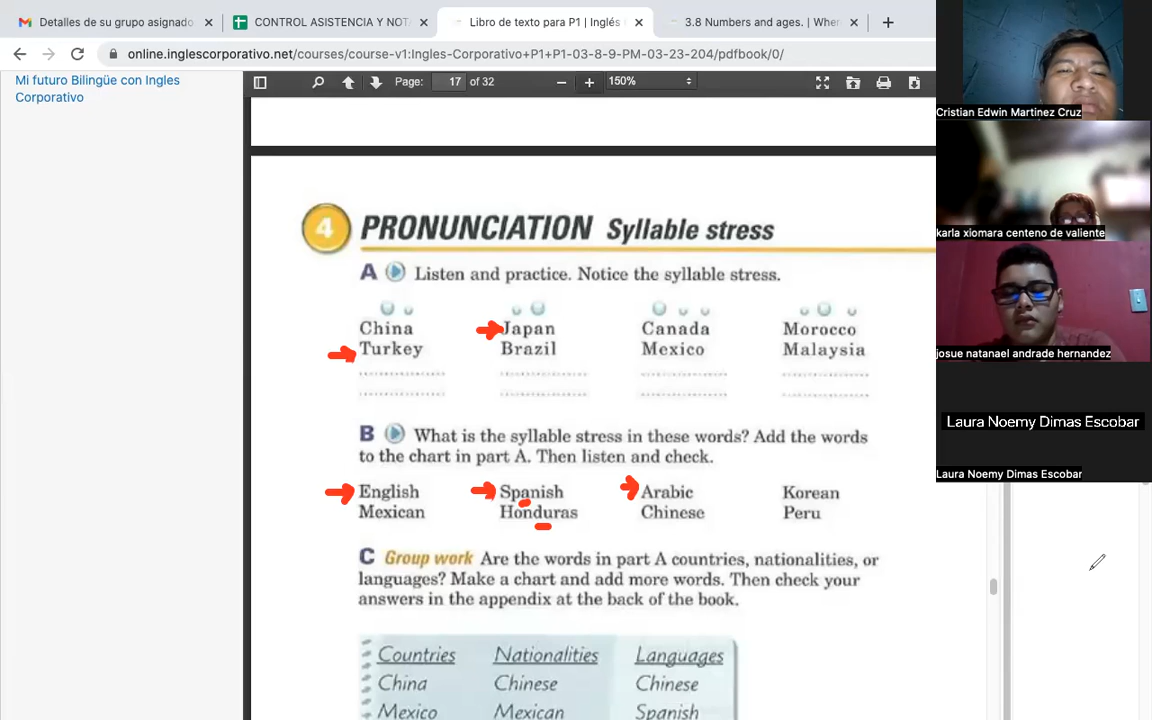 Detalles de su grupo asignado
CONTROL ASISTENCIA Y NOTA
Libro de texto para P1 | Inglés
3.8 Numbers and ages. | When
online.inglescorporativo.net/courses/course-v1:Ingles-Corporativo+P1+P1-03-8-9-PM-03-23-204/pdfbook/0/
Mi futuro Bilingüe con Ingles
Corporativo
Page: 17 of 32
150%
4 PRONUNCIATION Syllable stress
A Listen and practice. Notice the syllable stress.
China Japan Canada Morocco
Turkey Brazil Mexico Malaysia
B What is the syllable stress in these words? Add the words
to the chart in part A. Then listen and check.
English Spanish Arabic Korean
Mexican Honduras Chinese Peru
C Group work Are the words in part A countries, nationalities, or
languages? Make a chart and add more words. Then check your
answers in the appendix at the back of the book.
Countries Nationalities Languages
China Chinese Chinese
Mexico Mexican Spanish
Cristian Edwin Martinez Cruz
karla xiomara centeno de valiente
josue natanael andrade hernandez
Laura Noemy Dimas Escobar
Laura Noemy Dimas Escobar